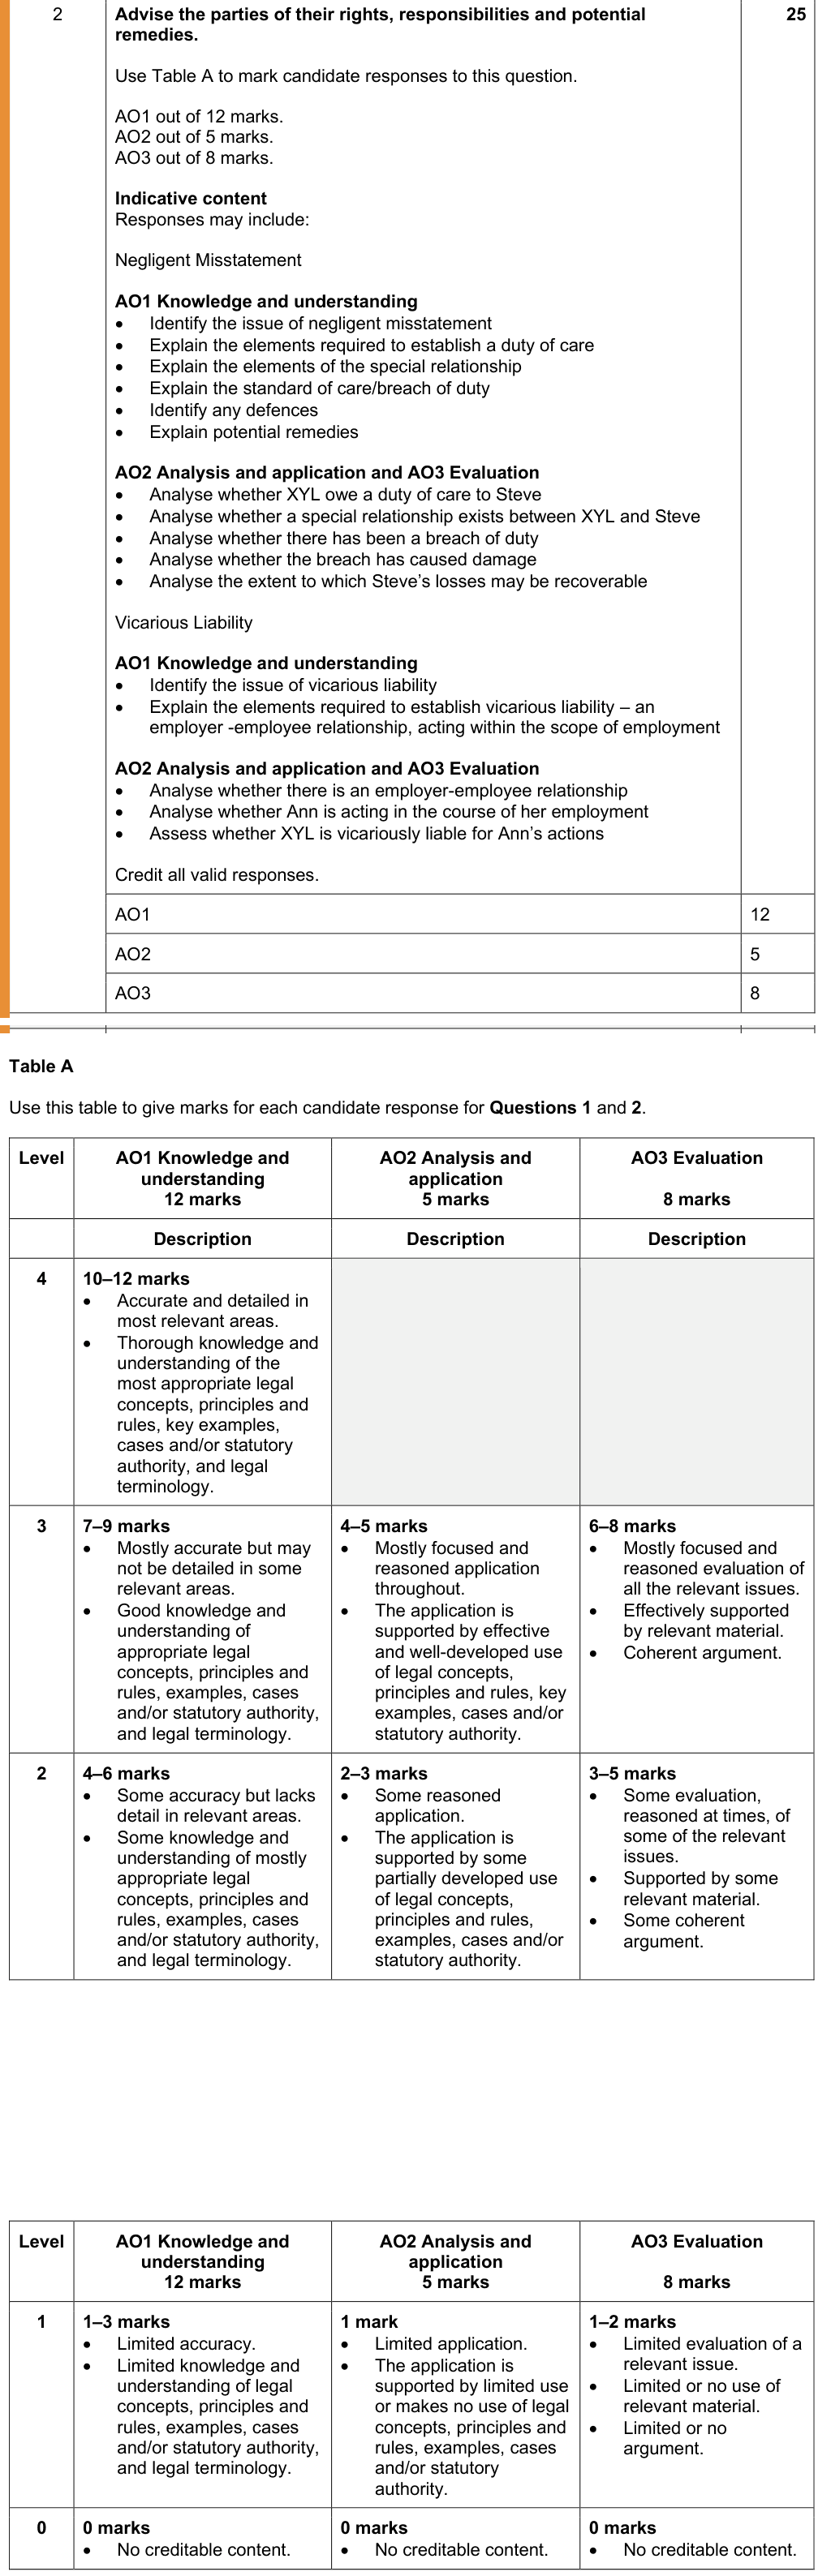 2
Advise the parties of their rights, responsibilities and potential
remedies.
25
Use Table A to mark candidate responses to this question.
AO1 out of 12 marks.
AO2 out of 5 marks.
AO3 out of 8 marks.
Indicative content
Responses may include:
Negligent Misstatement
AO1 Knowledge and understanding
• Identify the issue of negligent misstatement
• Explain the elements required to establish a duty of care
• Explain the elements of the special relationship
• Explain the standard of care/breach of duty
• Identify any defences
• Explain potential remedies
AO2 Analysis and application and AO3 Evaluation
• Analyse whether XYL owe a duty of care to Steve
• Analyse whether a special relationship exists between XYL and Steve
• Analyse whether there has been a breach of duty
• Analyse whether the breach has caused damage
• Analyse the extent to which Steve's losses may be recoverable
Vicarious Liability
AO1 Knowledge and understanding
• Identify the issue of vicarious liability
• Explain the elements required to establish vicarious liability – an
employer -employee relationship, acting within the scope of employment
AO2 Analysis and application and AO3 Evaluation
• Analyse whether there is an employer-employee relationship
• Analyse whether Ann is acting in the course of her employment
• Assess whether XYL is vicariously liable for Ann's actions
Credit all valid responses.
AO1 12
AO2 5
AO3 8
Table A
Use this table to give marks for each candidate response for Questions 1 and 2.
Level
AO1 Knowledge and
understanding
12 marks
AO2 Analysis and
application
5 marks
AO3 Evaluation
8 marks
Description
Description
Description
4
10–12 marks
• Accurate and detailed in
most relevant areas.
• Thorough knowledge and
understanding of the
most appropriate legal
concepts, principles and
rules, key examples,
cases and/or statutory
authority, and legal
terminology.
3
7–9 marks
• Mostly accurate but may
not be detailed in some
relevant areas.
• Good knowledge and
understanding of
appropriate legal
concepts, principles and
rules, examples, cases
and/or statutory authority,
and legal terminology.
4–5 marks
• Mostly focused and
reasoned application
throughout.
• The application is
supported by effective
and well-developed use
of legal concepts,
principles and rules, key
examples, cases and/or
statutory authority.
6–8 marks
• Mostly focused and
reasoned evaluation of
all the relevant issues.
• Effectively supported
by relevant material.
• Coherent argument.
2
4–6 marks
• Some accuracy but lacks
detail in relevant areas.
• Some knowledge and
understanding of mostly
appropriate legal
concepts, principles and
rules, examples, cases
and/or statutory authority,
and legal terminology.
2–3 marks
• Some reasoned
application.
• The application is
supported by some
partially developed use
of legal concepts,
principles and rules,
examples, cases and/or
statutory authority.
3–5 marks
• Some evaluation,
reasoned at times, of
some of the relevant
issues.
• Supported by some
relevant material.
• Some coherent
argument.
Level
AO1 Knowledge and
understanding
12 marks
AO2 Analysis and
application
5 marks
AO3 Evaluation
8 marks
1
1–3 marks
• Limited accuracy.
• Limited knowledge and
understanding of legal
concepts, principles and
rules, examples, cases
and/or statutory authority,
and legal terminology.
1 mark
• Limited application.
• The application is
supported by limited use
or makes no use of legal
concepts, principles and
rules, examples, cases
and/or statutory
authority.
1–2 marks
• Limited evaluation of a
relevant issue.
• Limited or no use of
relevant material.
• Limited or no
argument.
0
0 marks
• No creditable content.
0 marks
• No creditable content.
0 marks
• No creditable content.